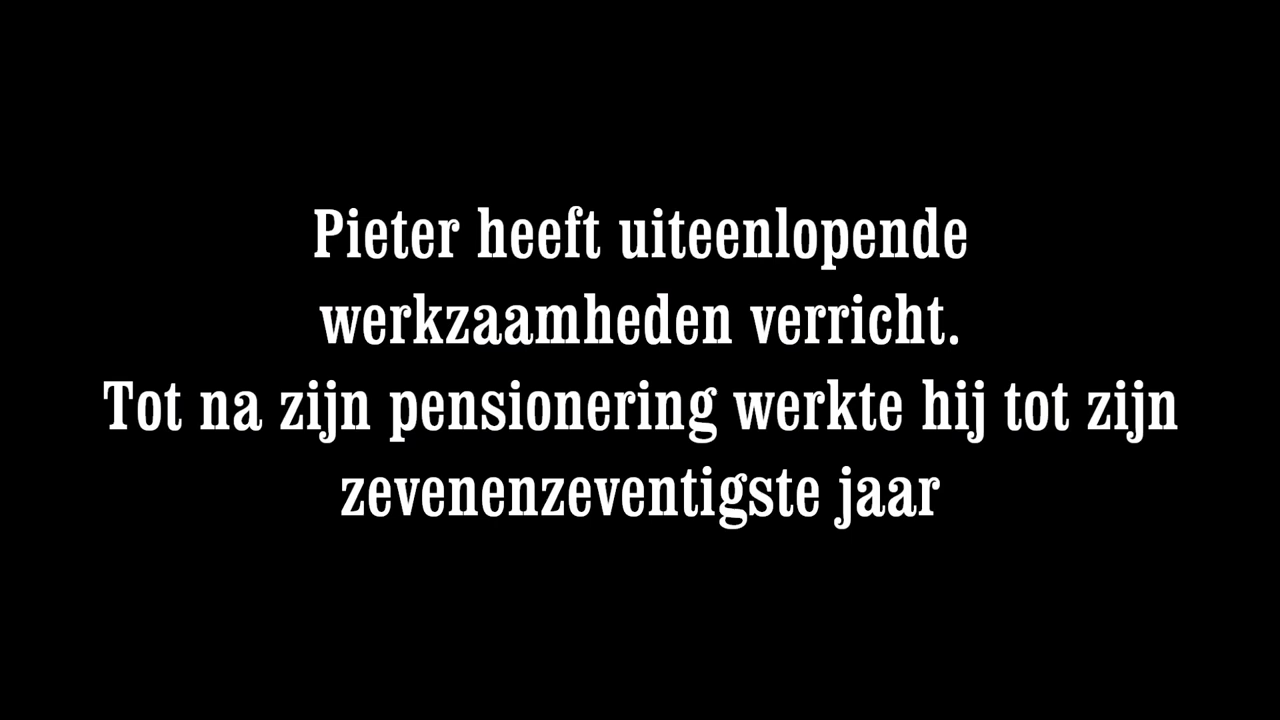 Pieter heeft uiteenlopende
werkzaamheden verricht.
Tot na zijn pensionering werkte hij tot zijn
zevenenzeventigste jaar